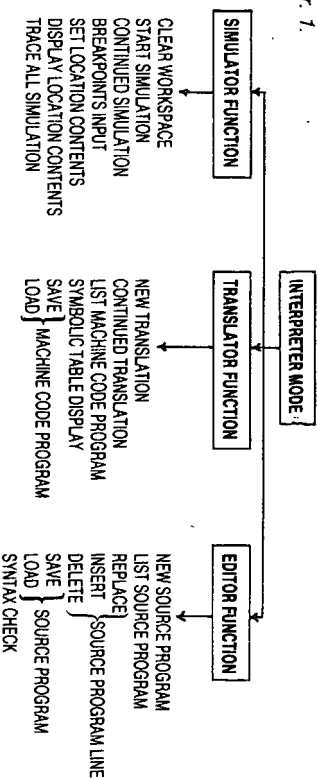 r. 1.
INTERPRETER MODE
SIMULATOR FUNCTION
CLEAR WORKSPACE
START SIMULATION
CONTINUED SIMULATION
BREAKPOINTS INPUT
SET LOCATION CONTENTS
DISPLAY LOCATION CONTENTS
TRACE ALL SIMULATION
TRANSLATOR FUNCTION
NEW TRANSLATION
CONTINUED TRANSLATION
LIST MACHINE CODE PROGRAM
SYMBOLIC TABLE DISPLAY
SAVE
LOAD } MACHINE CODE PROGRAM
EDITOR FUNCTION
NEW SOURCE PROGRAM
LIST SOURCE PROGRAM
REPLACE
INSERT } SOURCE PROGRAM LINE
DELETE
SAVE
LOAD } SOURCE PROGRAM
SYNTAX CHECK